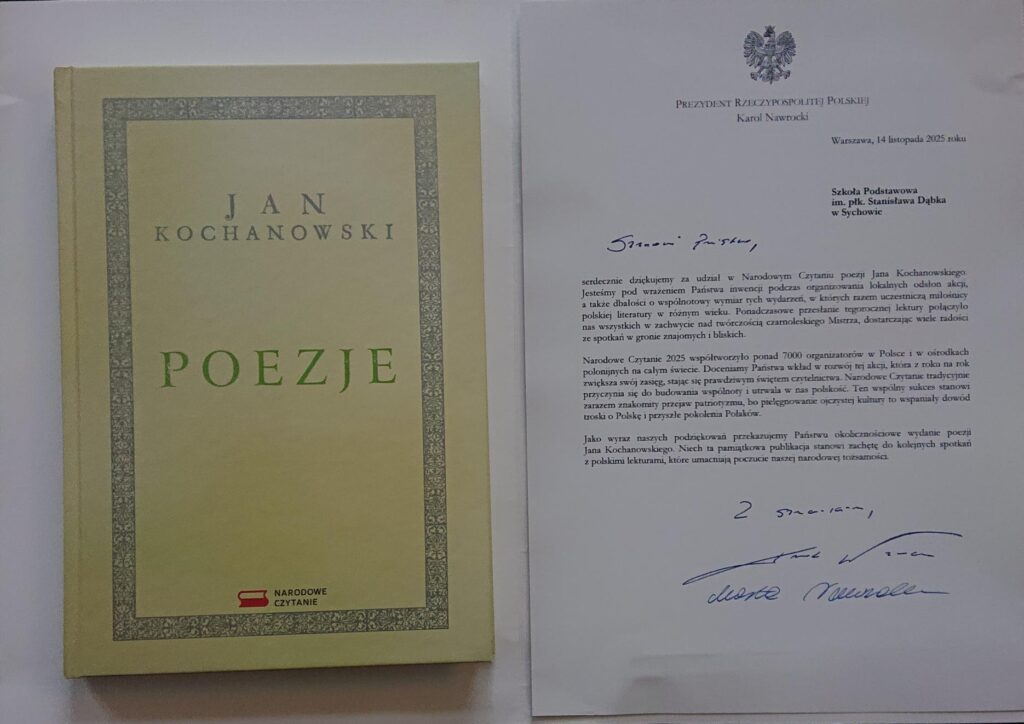 JAN
KOCHANOWSKI
POEZJE
NARODOWE
CZYTANIE
PREZYDENT RZECZYPOSPOLITEJ POLSKIEJ
Karol Nawrocki
Warszawa, 14 listopada 2025 roku
Szkoła Podstawowa
im. płk. Stanisława Dąbka
w Sychowie
Szanowni Państwo,
serdecznie dziękujemy za udział w Narodowym Czytaniu poezji Jana Kochanowskiego.
Jesteśmy pod wrażeniem Państwa inwencji podczas organizowania lokalnych odsłon akcji,
a także dbałości o wspólnotowy wymiar tych wydarzeń, w których razem uczestniczą miłośnicy
polskiej literatury w różnym wieku. Ponadczasowe przesłanie tegorocznej lektury połączyło
nas wszystkich w zachwycie nad twórczością czarnoleskiego Mistrza, dostarczając wiele radości
ze spotkań w gronie znajomych i bliskich.
Narodowe Czytanie 2025 współtworzyło ponad 7000 organizatorów w Polsce i w ośrodkach
polonijnych na całym świecie. Doceniamy Państwa wkład w rozwój tej akcji, która z roku na rok
zwiększa swój zasięg, stając się prawdziwym świętem czytelnictwa. Narodowe Czytanie tradycyjnie
przyczynia się do budowania wspólnoty i utrwala w nas polskość. Ten wspólny sukces stanowi
zarazem znakomity przejaw patriotyzmu, bo pielęgnowanie ojczystej kultury to wspaniały dowód
troski o Polskę i przyszłe pokolenia Polaków.
Jako wyraz naszych podziękowań przekazujemy Państwu okolicznościowe wydanie poezji
Jana Kochanowskiego. Niech ta pamiątkowa publikacja stanowi zachętę do kolejnych spotkań
z polskimi lekturami, które umacniają poczucie naszej narodowej tożsamości.
Z
Marta Nawrocka